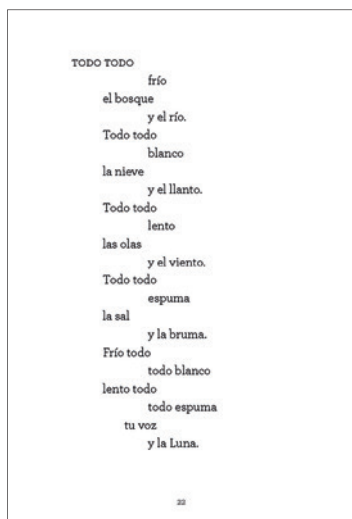 TODO TODO
frío
el bosque
y el río.
Todo todo
blanco
la nieve
y el llanto.
Todo todo
lento
las olas
y el viento.
Todo todo
espuma
la sal
y la bruma.
Frío todo
todo blanco
lento todo
todo espuma
tu voz
y la Luna.
22